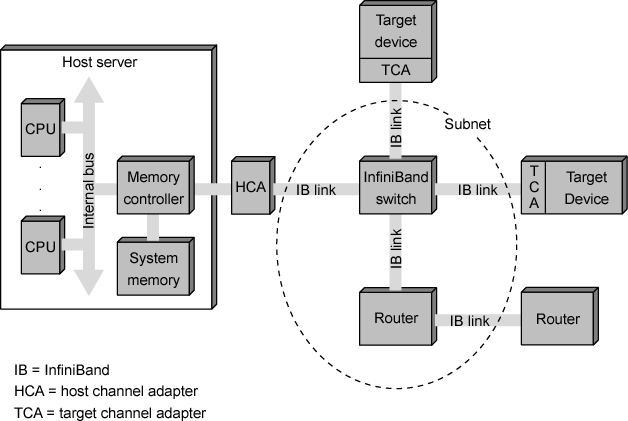 Target
device
TCA
Host server
Subnet
CPU
Internal bus
Memory
controller
HCA
IB link
IB link
InfiniBand
switch
IB link
TCA
Target
Device
CPU
System
memory
IB link
Router
IB link
Router
IB = InfiniBand
HCA = host channel adapter
TCA = target channel adapter